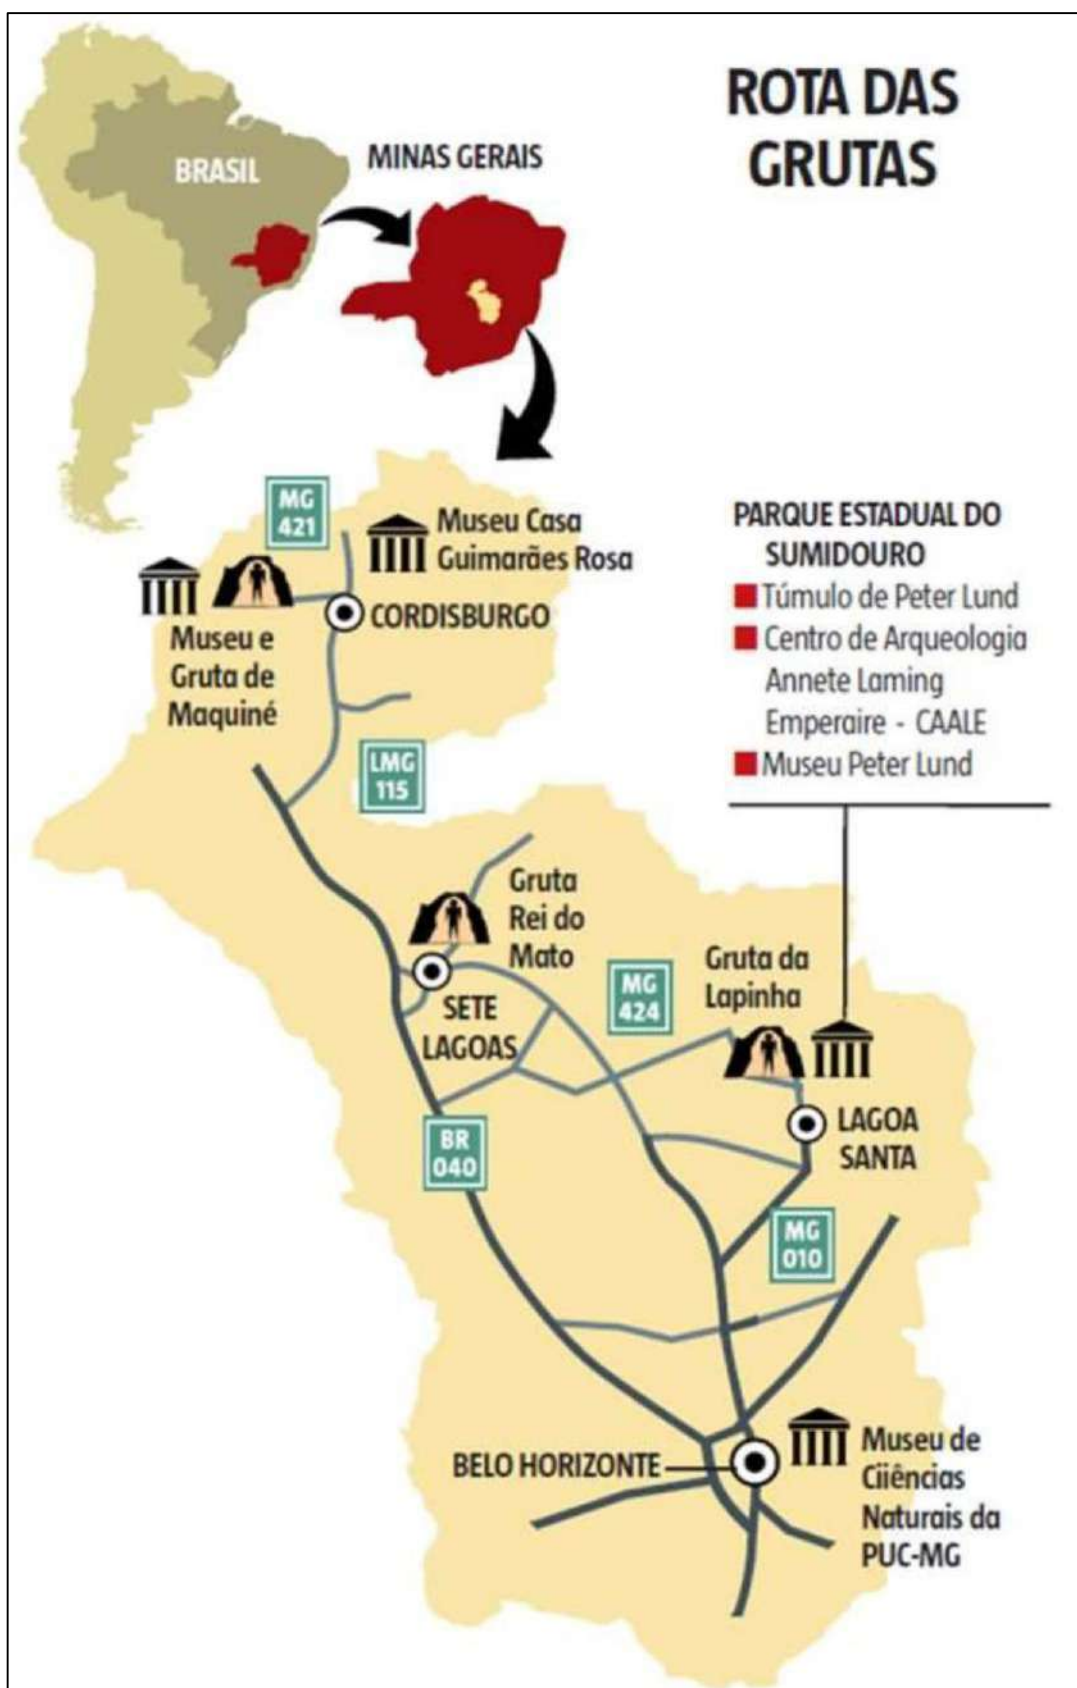 ROTA DAS
GRUTAS
BRASIL
MINAS GERAIS
MG
421
Museu Casa
Guimarães Rosa
CORDISBURGO
Museu e
Gruta de
Maquiné
LMG
115
PARQUE ESTADUAL DO
SUMIDOURO
Túmulo de Peter Lund
Centro de Arqueologia
Annete Laming
Emperaire - CAALE
Museu Peter Lund
Gruta
Rei do
Mato
SETE
LAGOAS
MG
424
Gruta da
Lapinha
LAGOA
SANTA
BR
040
MG
010
BELO HORIZONTE
Museu de
Ciiências
Naturais da
PUC-MG